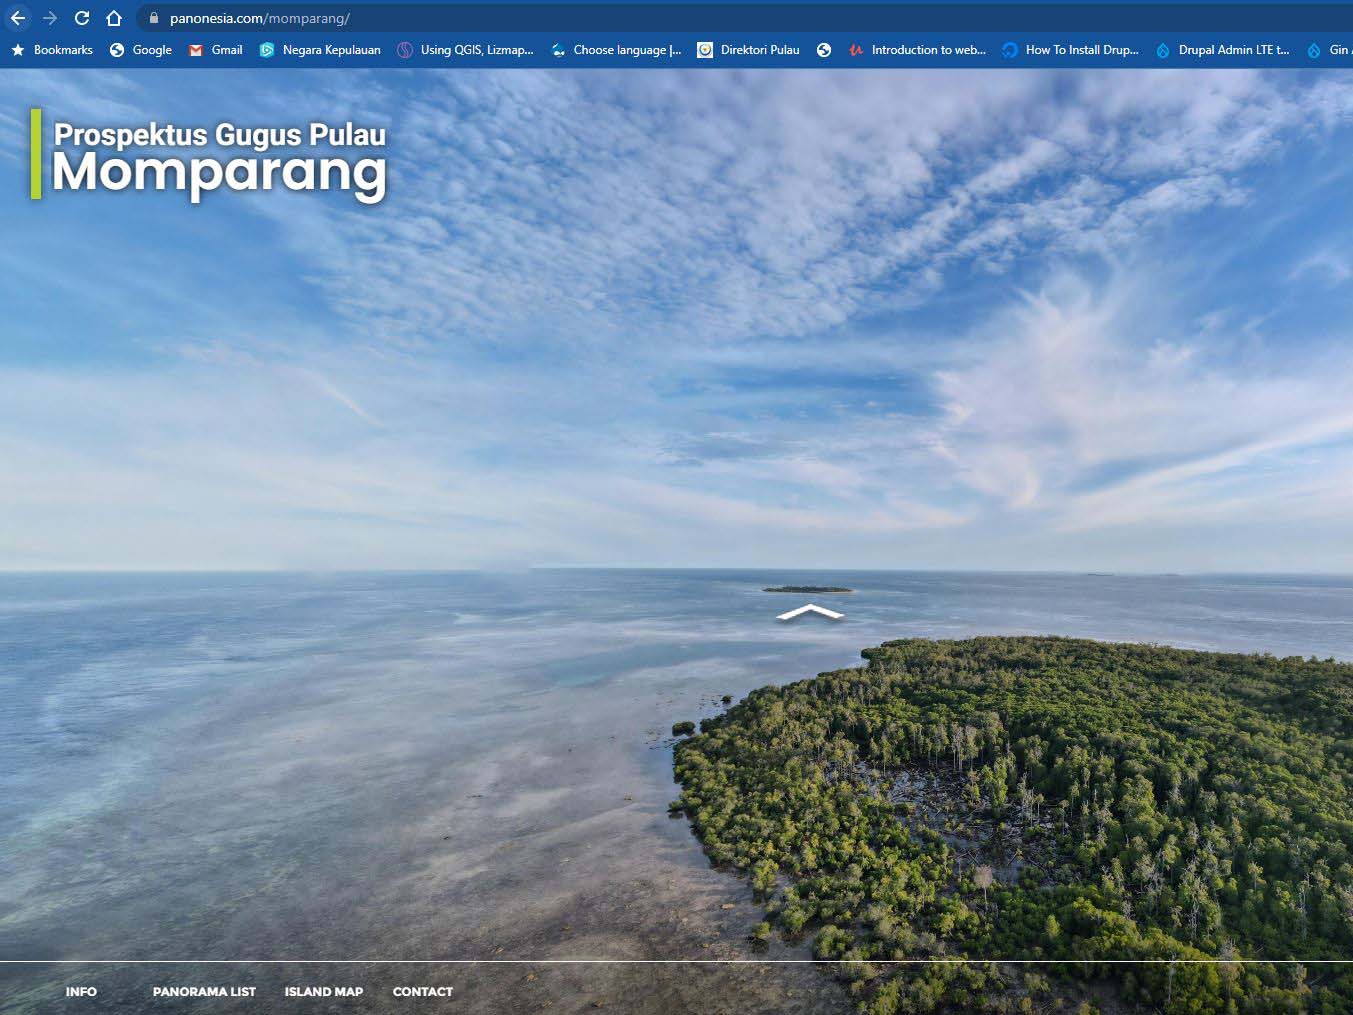 panonesia.com/momparang/
Bookmarks Google Gmail Negara Kepulauan Using QGIS, Lizmap... Choose language |... Direktori Pulau Introduction to web... How To Install Drup... Drupal Admin LTE t... Gin
Prospektus Gugus Pulau
Momparang
INFO PANORAMA LIST ISLAND MAP CONTACT